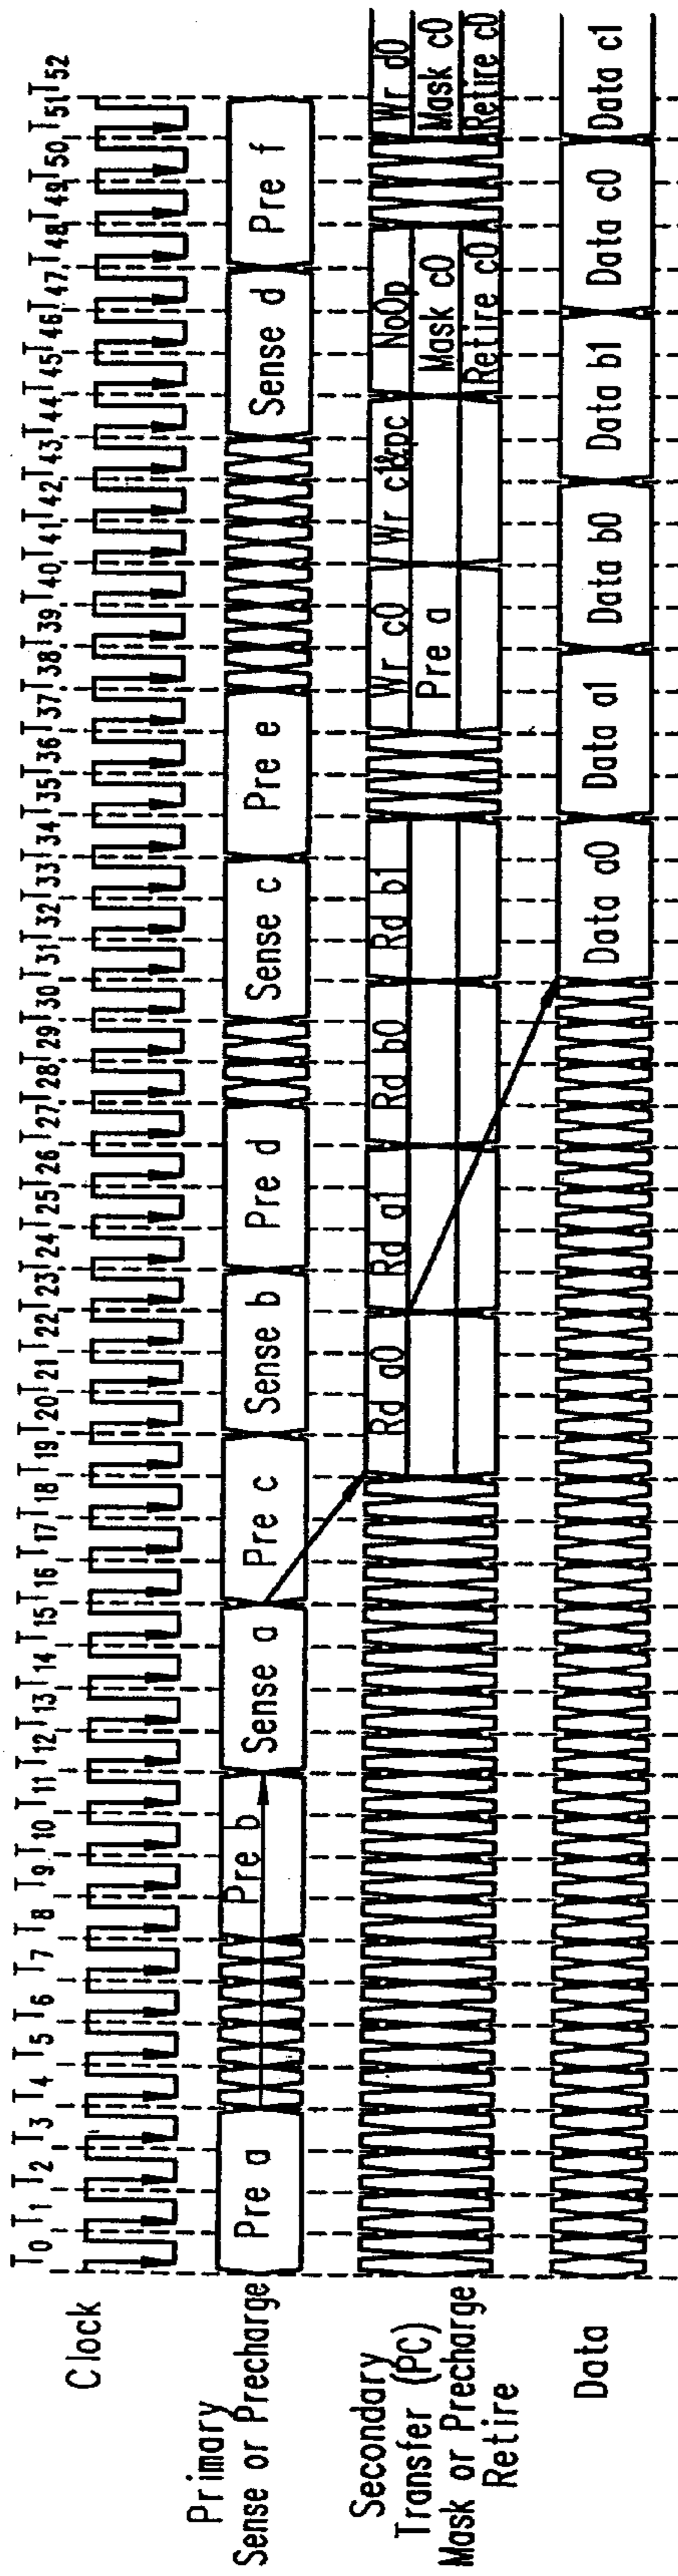 T0 T1 T2 T3 T4 T5 T6 T7 T8 T9 T10 T11 T12 T13 T14 T15 T16 T17 T18 T19 T20 T21 T22 T23 T24 T25 T26 T27 T28 T29 T30 T31 T32 T33 T34 T35 T36 T37 T38 T39 T40 T41 T42 T43 T44 T45 T46 T47 T48 T49 T50 T51 T52
Clock
Primary
Sense or Precharge
Pre a Pre b Sense a Pre c Sense b Pre d Sense c Pre e Sense d Pre f
Secondary
Transfer (PC)
Rd a0 Rd a1 Rd b0 Rd b1 Wr c0 Wr c1&pc NoOp Wr d0
Mask or Precharge
Pre a Mask c0 Mask c0
Retire
Retire c0 Retire c0
Data
Data a0 Data a1 Data b0 Data b1 Data c0 Data c1